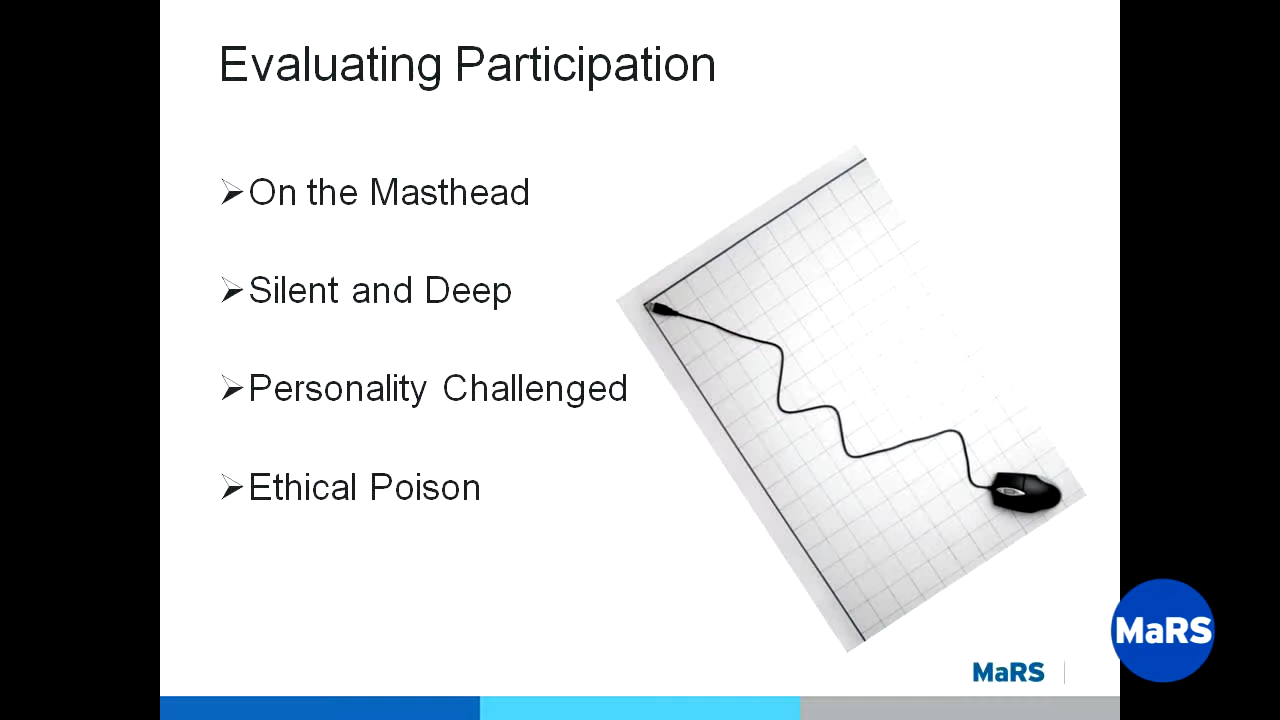 Evaluating Participation
On the Masthead
Silent and Deep
Personality Challenged
Ethical Poison
MaRS
MaRS